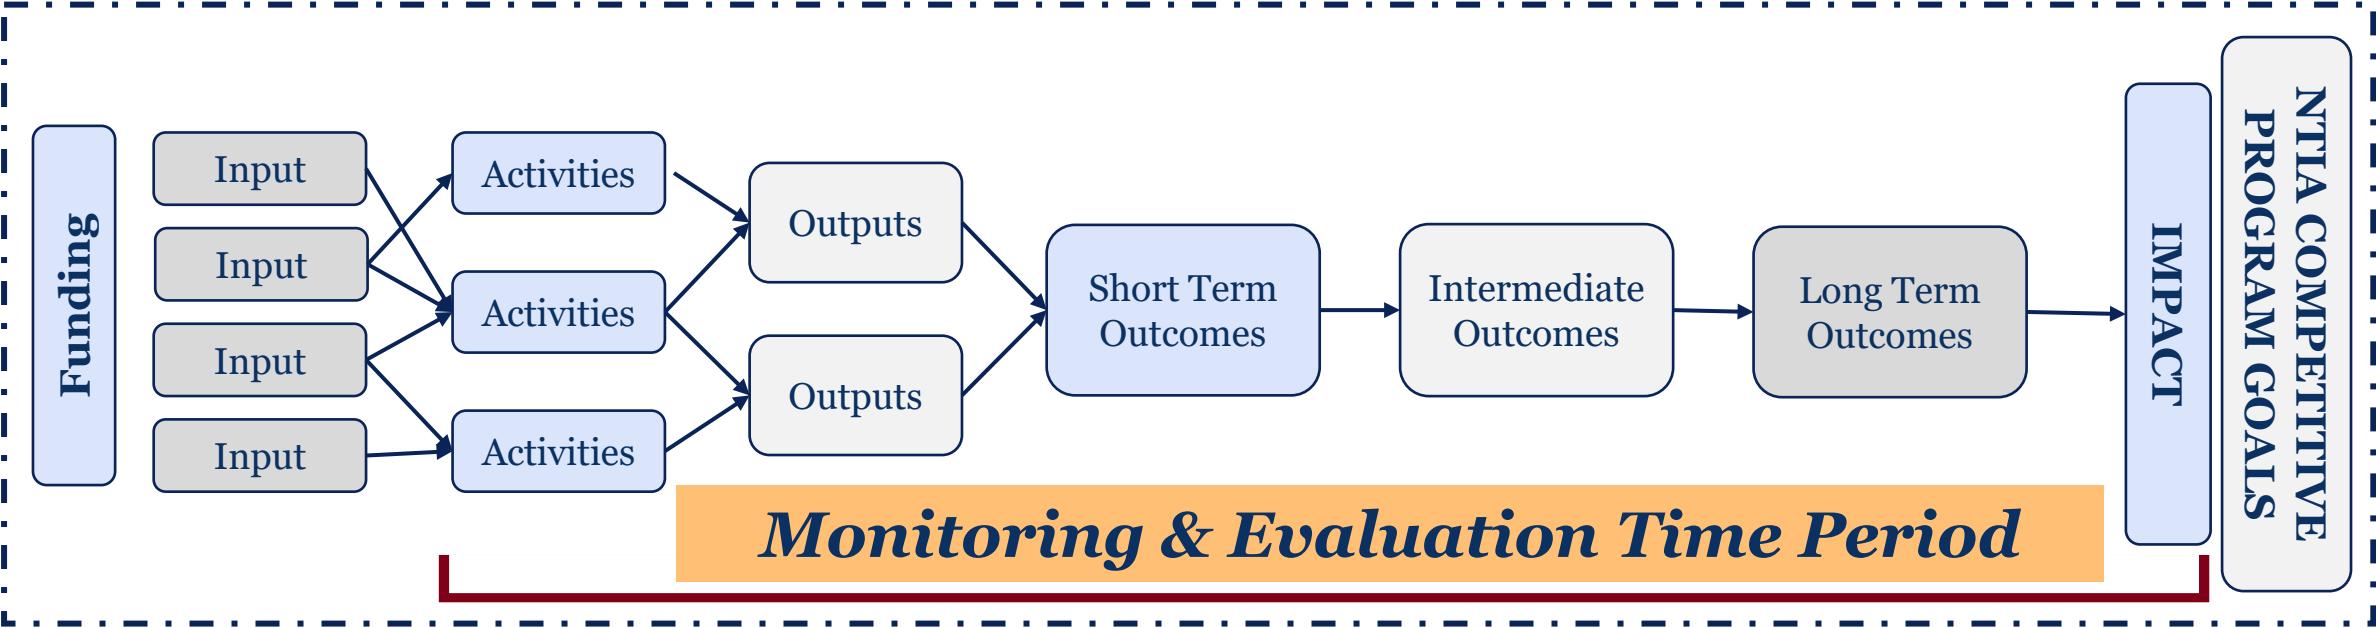 Funding
Input
Input
Input
Input
Activities
Activities
Activities
Outputs
Outputs
Short Term
Outcomes
Intermediate
Outcomes
Long Term
Outcomes
IMPACT
NTIA COMPETITIVE
PROGRAM GOALS
Monitoring & Evaluation Time Period